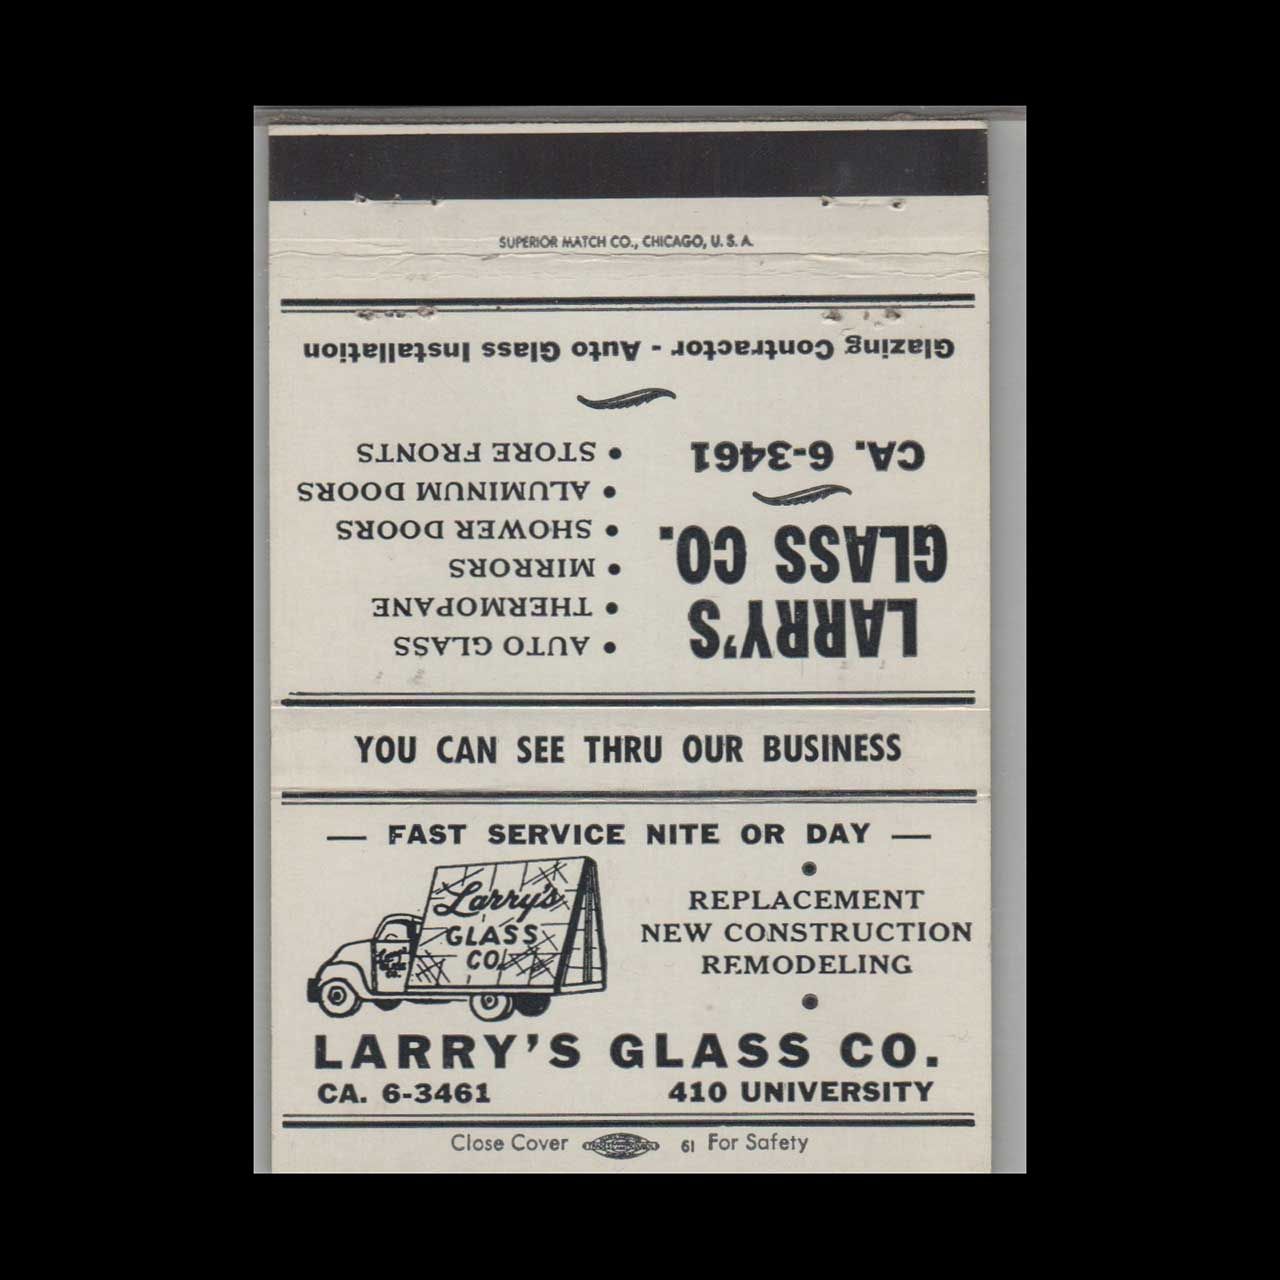 SUPERIOR MATCH CO., CHICAGO, U. S. A.
LARRY'S
GLASS CO.
CA. 6-3461
• AUTO GLASS
• THERMOPANE
• MIRRORS
• SHOWER DOORS
• ALUMINUM DOORS
• STORE FRONTS
Glazing Contractor - Auto Glass Installation
YOU CAN SEE THRU OUR BUSINESS
— FAST SERVICE NITE OR DAY —
Larry's
GLASS
CO.
REPLACEMENT
NEW CONSTRUCTION
REMODELING
LARRY'S GLASS CO.
CA. 6-3461 410 UNIVERSITY
Close Cover 61 For Safety